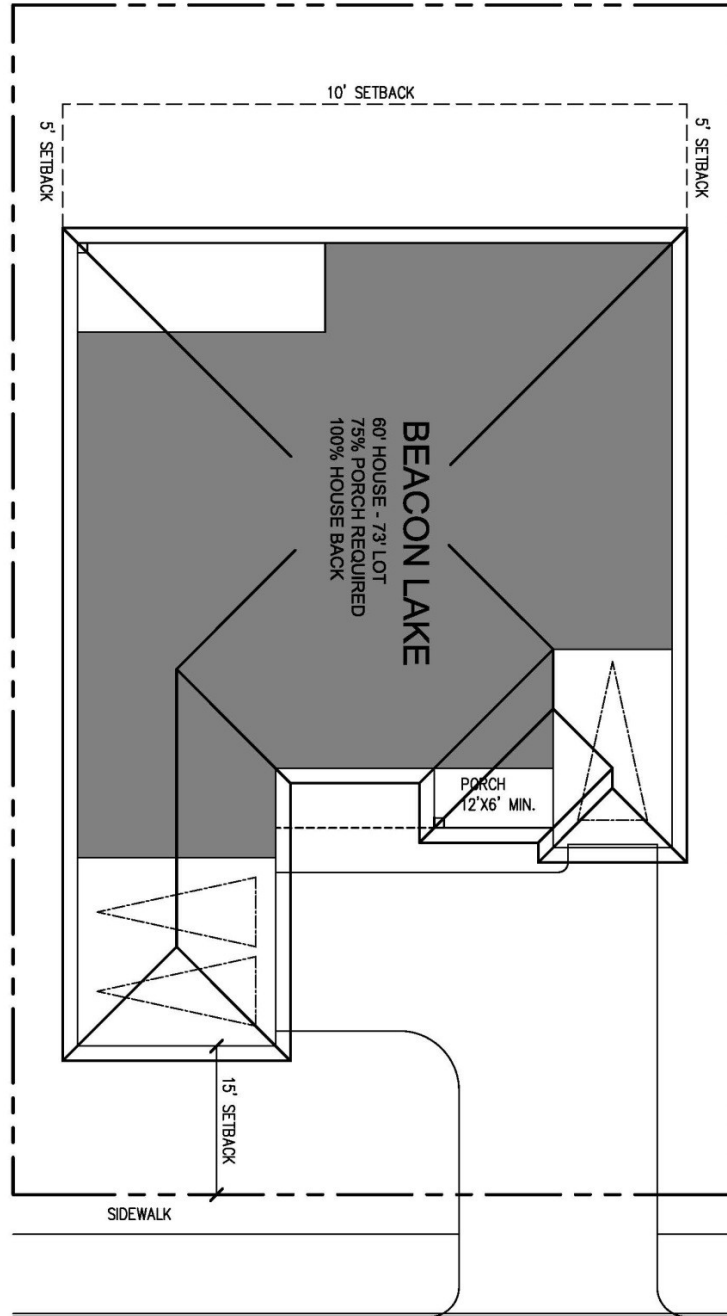 10' SETBACK
5' SETBACK
5' SETBACK
BEACON LAKE
60' HOUSE - 73' LOT
75% PORCH REQUIRED
100% HOUSE BACK
PORCH
12'X6' MIN.
15' SETBACK
SIDEWALK